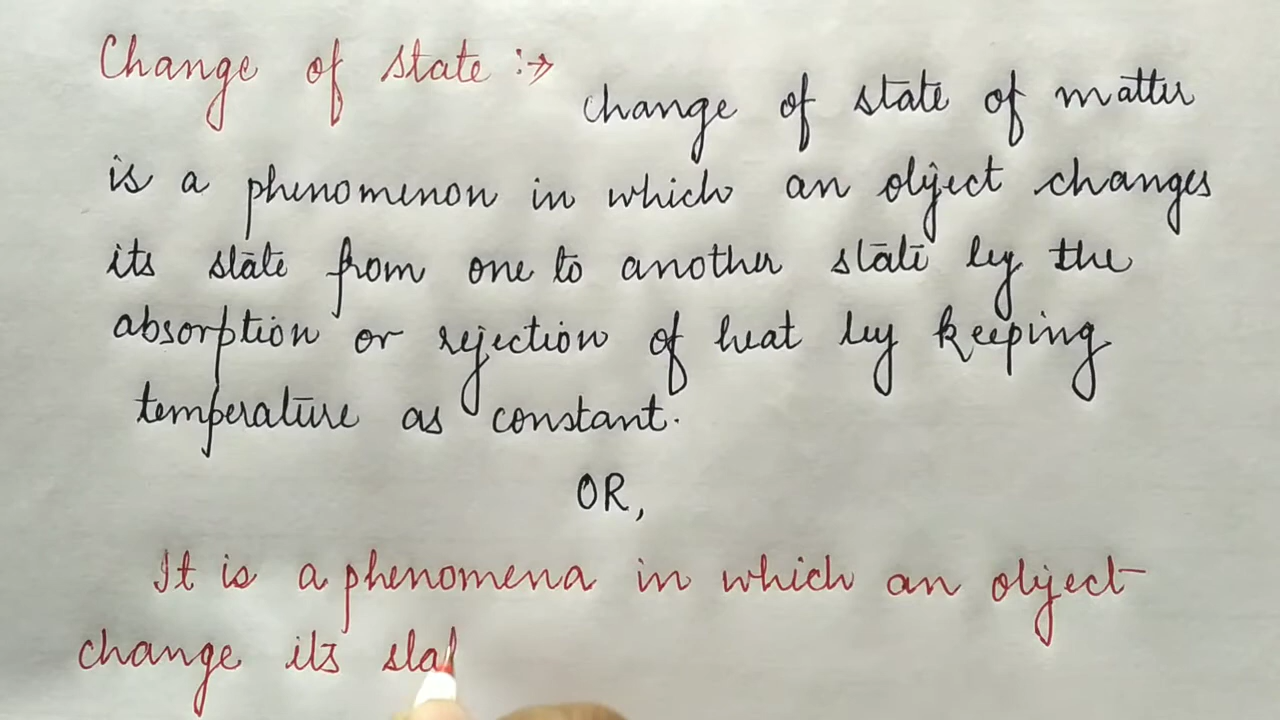 Change of state :→
change of state of matter
is a phenomenon in which an object changes
its state from one to another state by the
absorption or rejection of heat by keeping
temperature as constant.
OR,
It is a phenomena in which an object
change its sta